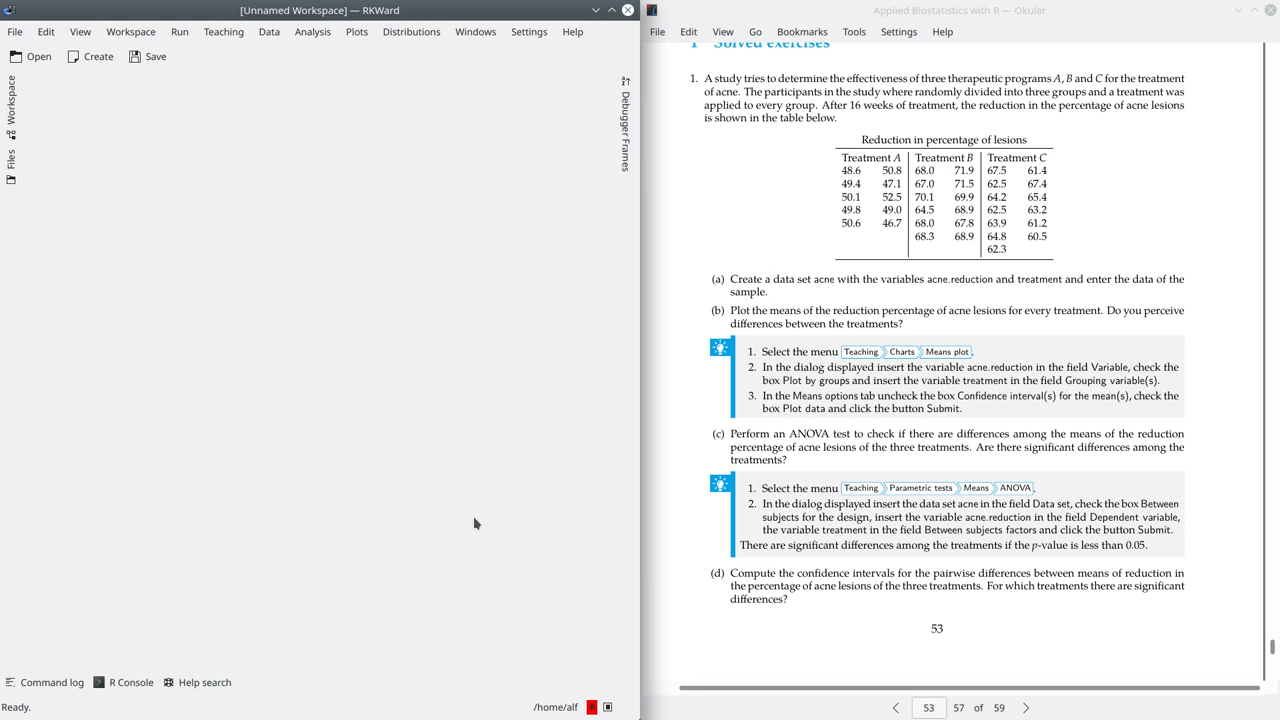 [Unnamed Workspace] — RKWard
File Edit View Workspace Run Teaching Data Analysis Plots Distributions Windows Settings Help
Open Create Save
Workspace
Files
Debugger Frames
Command log R Console Help search
Ready. /home/alf R
Applied Biostatistics with R — Okular
File Edit View Go Bookmarks Tools Settings Help
1 Solved exercises
1. A study tries to determine the effectiveness of three therapeutic programs A, B and C for the treatment
of acne. The participants in the study where randomly divided into three groups and a treatment was
applied to every group. After 16 weeks of treatment, the reduction in the percentage of acne lesions
is shown in the table below.
Reduction in percentage of lesions
Treatment A Treatment B Treatment C
48.6 50.8 68.0 71.9 67.5 61.4
49.4 47.1 67.0 71.5 62.5 67.4
50.1 52.5 70.1 69.9 64.2 65.4
49.8 49.0 64.5 68.9 62.5 63.2
50.6 46.7 68.0 67.8 63.9 61.2
68.3 68.9 64.8 60.5
62.3
(a) Create a data set acne with the variables acne.reduction and treatment and enter the data of the
sample.
(b) Plot the means of the reduction percentage of acne lesions for every treatment. Do you perceive
differences between the treatments?
1. Select the menu Teaching Charts Means plot.
2. In the dialog displayed insert the variable acne.reduction in the field Variable, check the
box Plot by groups and insert the variable treatment in the field Grouping variable(s).
3. In the Means options tab uncheck the box Confidence interval(s) for the mean(s), check the
box Plot data and click the button Submit.
(c) Perform an ANOVA test to check if there are differences among the means of the reduction
percentage of acne lesions of the three treatments. Are there significant differences among the
treatments?
1. Select the menu Teaching Parametric tests Means ANOVA.
2. In the dialog displayed insert the data set acne in the field Data set, check the box Between
subjects for the design, insert the variable acne.reduction in the field Dependent variable,
the variable treatment in the field Between subjects factors and click the button Submit.
There are significant differences among the treatments if the p-value is less than 0.05.
(d) Compute the confidence intervals for the pairwise differences between means of reduction in
the percentage of acne lesions of the three treatments. For which treatments there are significant
differences?
53
53 57 of 59